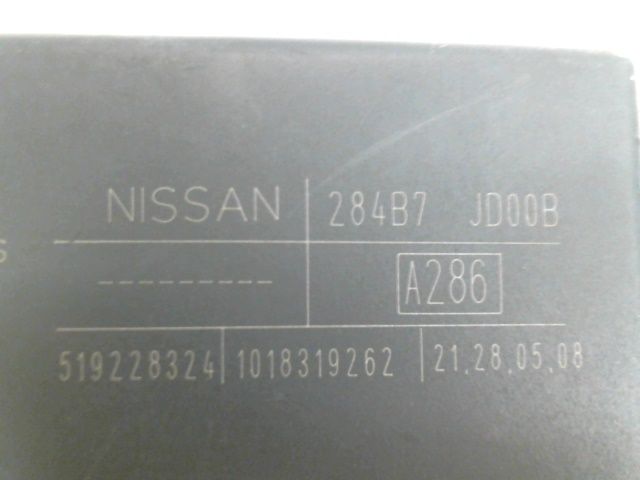 NISSAN 284B7 JD00B
S
--------- A286
519228324 1018319262 21.28.05.08